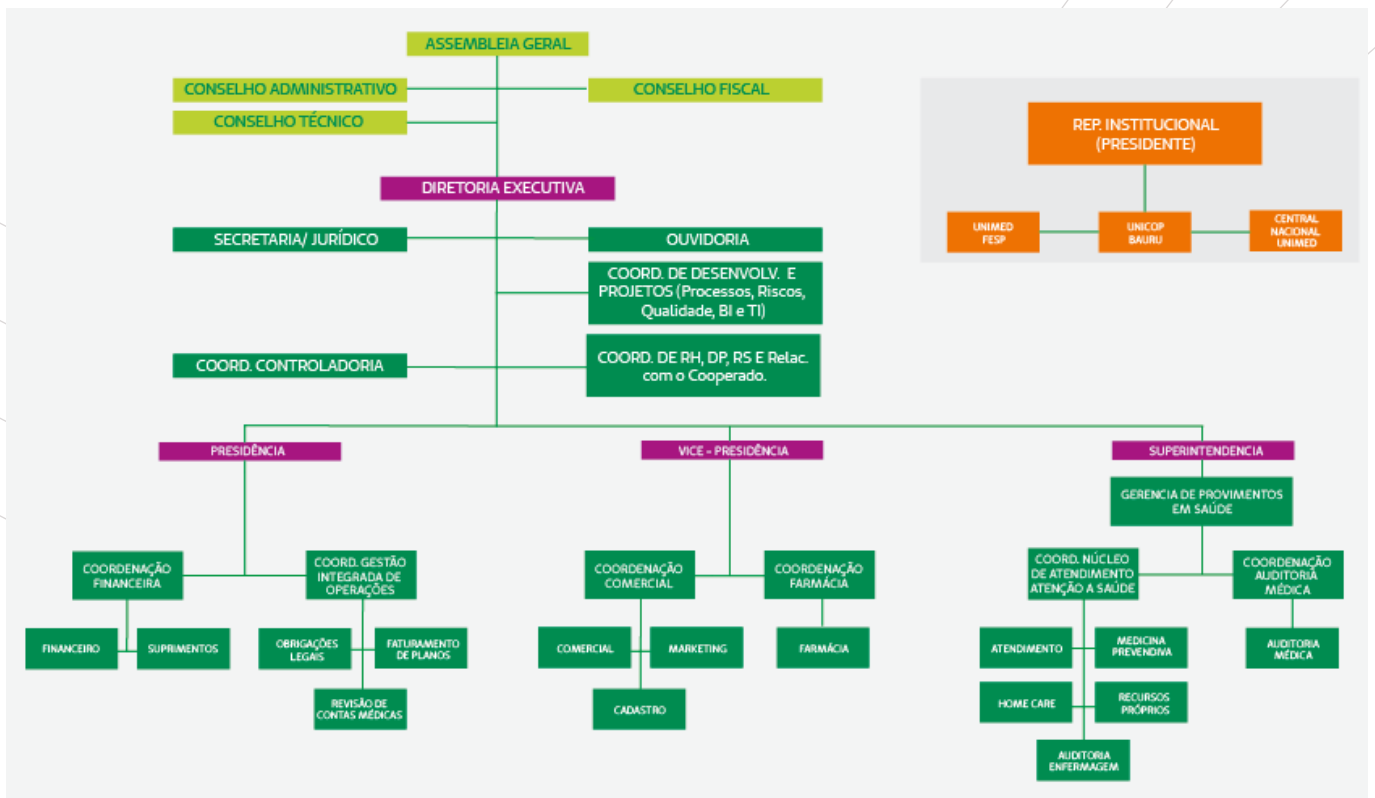 ASSEMBLEIA GERAL
CONSELHO ADMINISTRATIVO
CONSELHO FISCAL
CONSELHO TÉCNICO
DIRETORIA EXECUTIVA
SECRETARIA/ JURÍDICO
OUVIDORIA
COORD. DE DESENVOLV. E
PROJETOS (Processos, Riscos,
Qualidade, BI e TI)
COORD. CONTROLADORIA
COORD. DE RH, DP, RS E Relac.
com o Cooperado.
REP. INSTITUCIONAL
(PRESIDENTE)
UNIMED
FESP
UNICOP
BAURU
CENTRAL
NACIONAL
UNIMED
PRESIDÊNCIA
COORDENAÇÃO
FINANCEIRA
FINANCEIRO
SUPRIMENTOS
COORD. GESTÃO
INTEGRADA DE
OPERAÇÕES
OBRIGAÇÕES
LEGAIS
FATURAMENTO
DE PLANOS
REVISÃO DE
CONTAS MÉDICAS
VICE - PRESIDÊNCIA
COORDENAÇÃO
COMERCIAL
COMERCIAL
MARKETING
CADASTRO
COORDENAÇÃO
FARMÁCIA
FARMÁCIA
SUPERINTENDENCIA
GERENCIA DE PROVIMENTOS
EM SAÚDE
COORD. NÚCLEO
DE ATENDIMENTO
ATENÇÃO A SAÚDE
ATENDIMENTO
MEDICINA
PREVENDIVA
HOME CARE
RECURSOS
PRÓPRIOS
AUDITORIA
ENFERMAGEM
COORDENAÇÃO
AUDITORIA
MÉDICA
AUDITORIA
MÉDICA